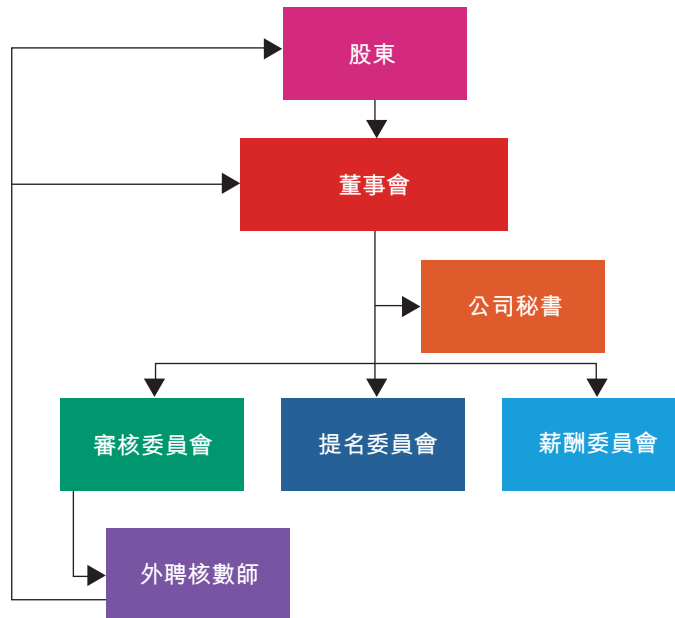 股東
董事會
公司秘書
審核委員會
提名委員會
薪酬委員會
外聘核數師